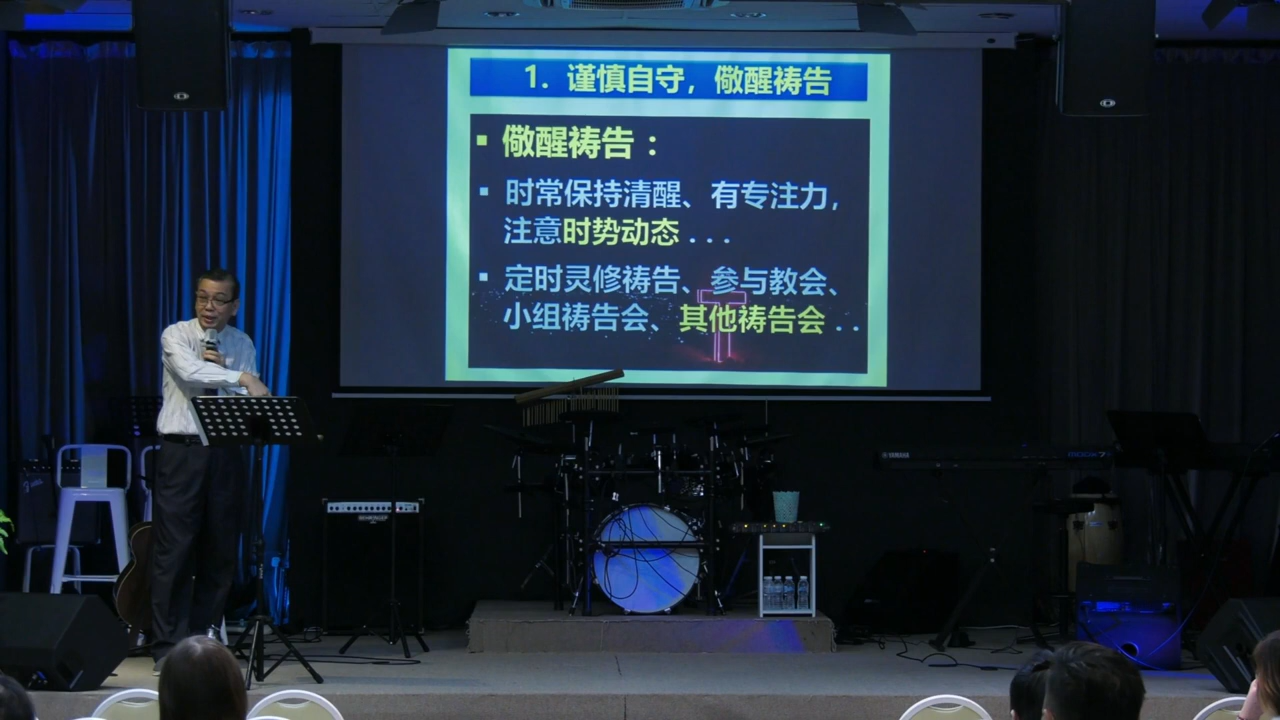 1. 谨慎自守，儆醒祷告
▪ 儆醒祷告：
▪ 时常保持清醒、有专注力，
注意时势动态 . . .
▪ 定时灵修祷告、参与教会、
小组祷告会、其他祷告会 . .
YAMAHA
BEHRINGER